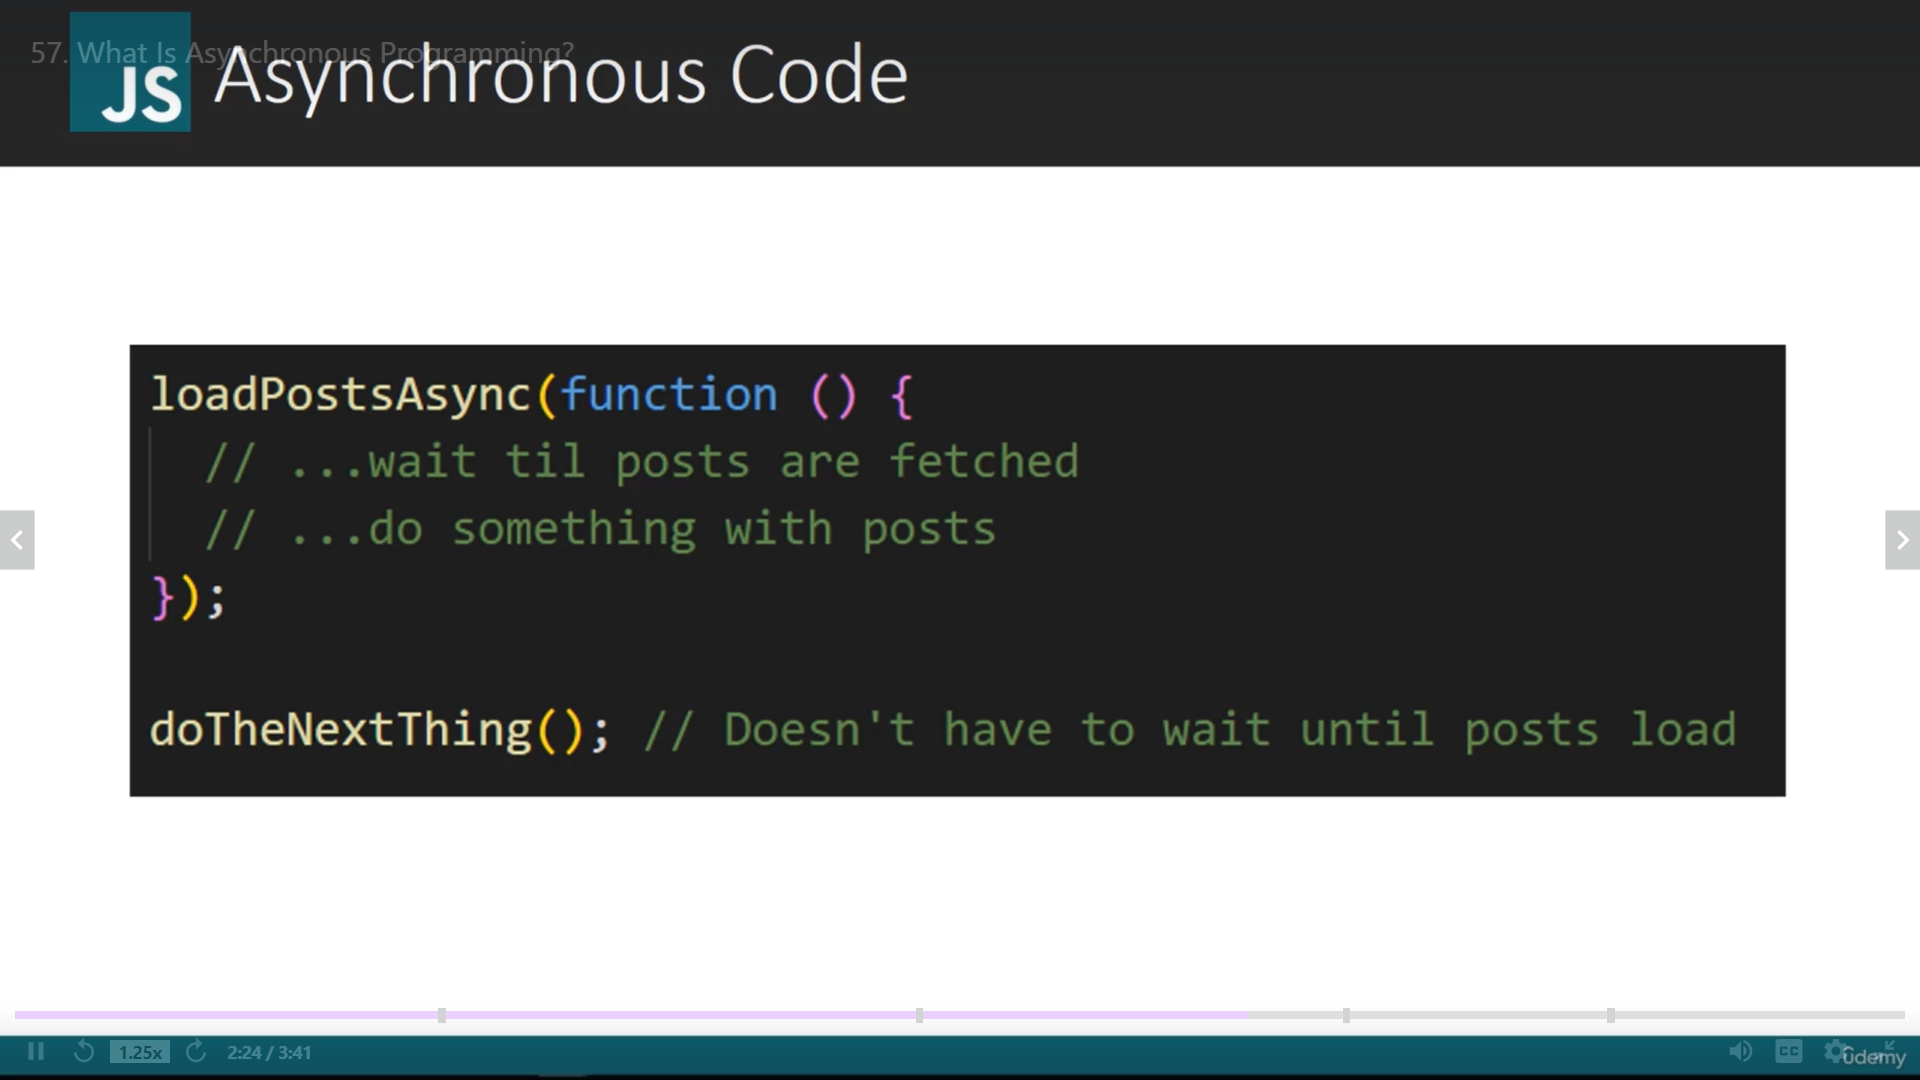 57. What Is Asynchronous Programming?
JS Asynchronous Code
loadPostsAsync(function () {
// ...wait til posts are fetched
// ...do something with posts
});
doTheNextThing(); // Doesn't have to wait until posts load
1.25x 2:24 / 3:41 CC udemy